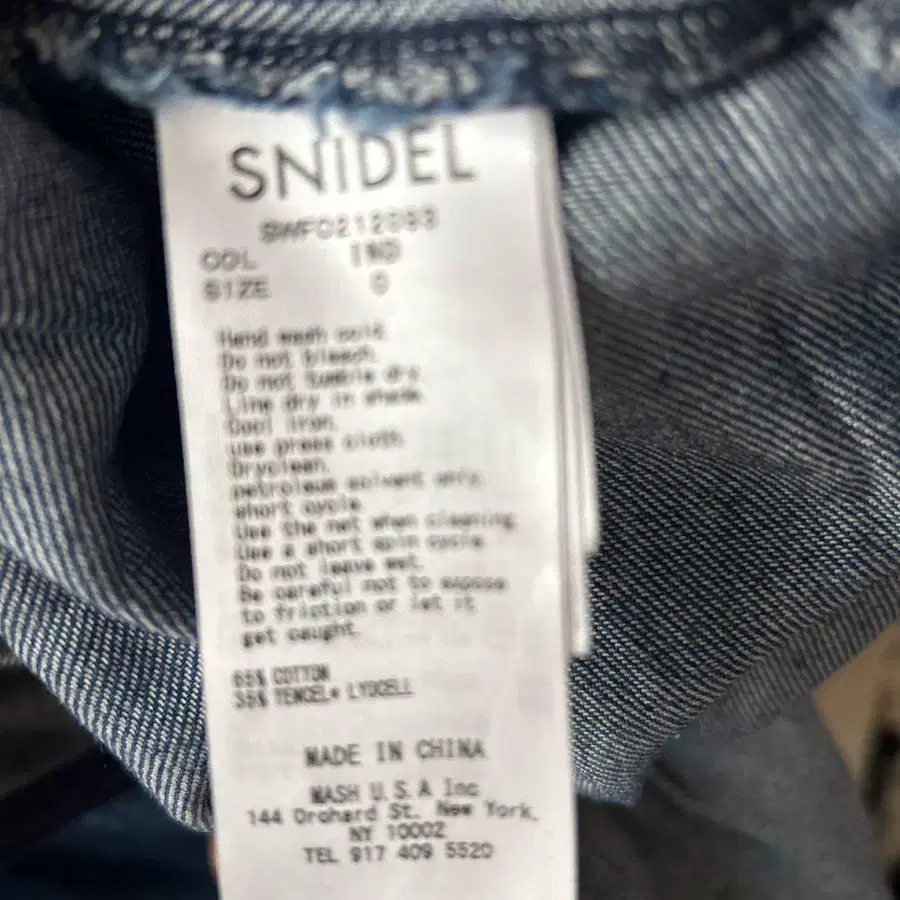 SNIDEL
SWFC212093
COL IND
SIZE 0
Hand wash cold.
Do not bleach.
Do not tumble dry.
Line dry in shade.
Cool iron.
use press cloth.
Dryclean.
petroleum solvent only.
short cycle.
Use the net when cleaning.
Use a short spin cycle.
Do not leave wet.
Be careful not to expose
to friction or let it
get caught.
65% COTTON
35% TENCEL* LYOCELL
MADE IN CHINA
MASH U.S.A Inc
144 Orchard St. New York,
NY 10002
TEL 917 409 5520